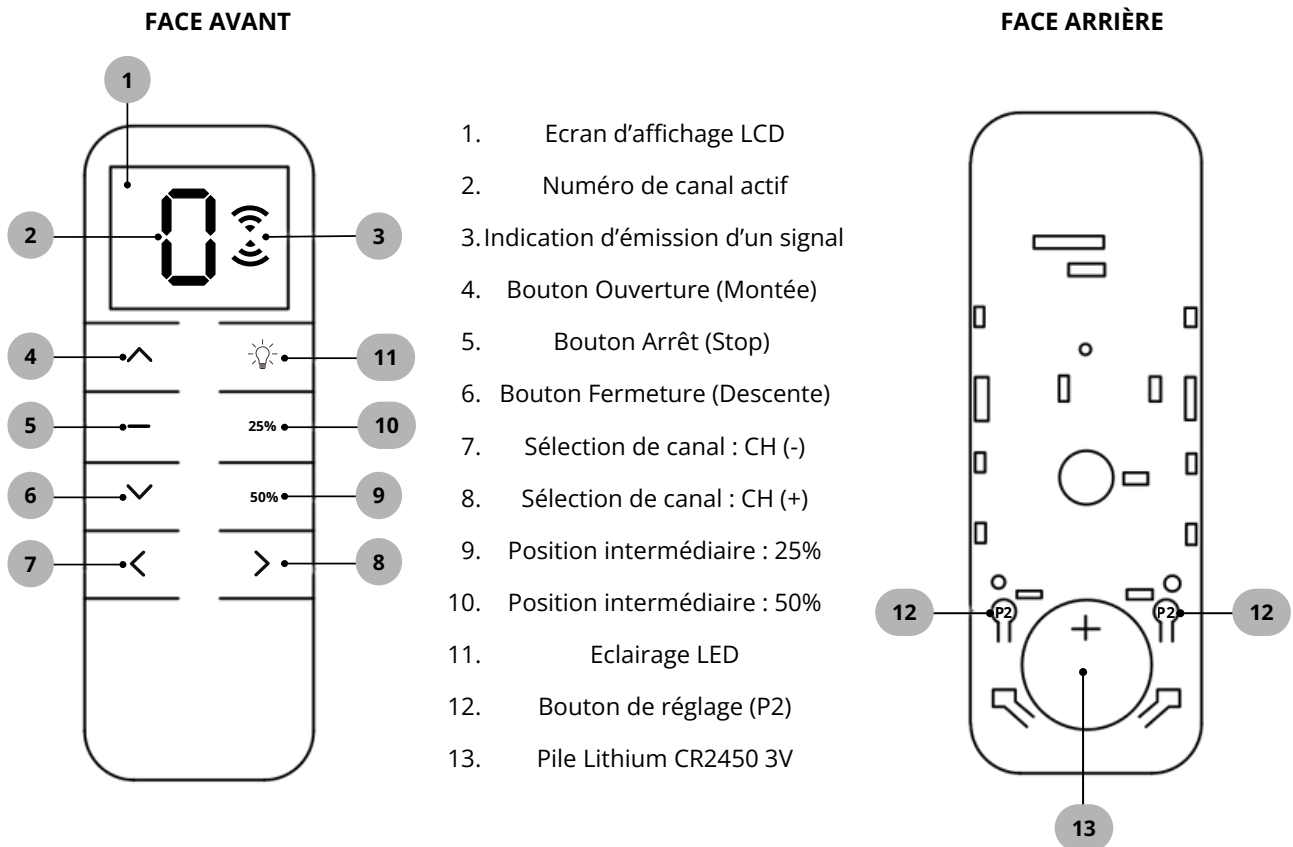 FACE AVANT
FACE ARRIÈRE
1
2
0
3
4
11
5
25%
10
6
50%
9
7
8
1. Ecran d’affichage LCD
2. Numéro de canal actif
3. Indication d’émission d’un signal
4. Bouton Ouverture (Montée)
5. Bouton Arrêt (Stop)
6. Bouton Fermeture (Descente)
7. Sélection de canal : CH (-)
8. Sélection de canal : CH (+)
9. Position intermédiaire : 25%
10. Position intermédiaire : 50%
11. Eclairage LED
12. Bouton de réglage (P2)
13. Pile Lithium CR2450 3V
12
P2
P2
12
+
13